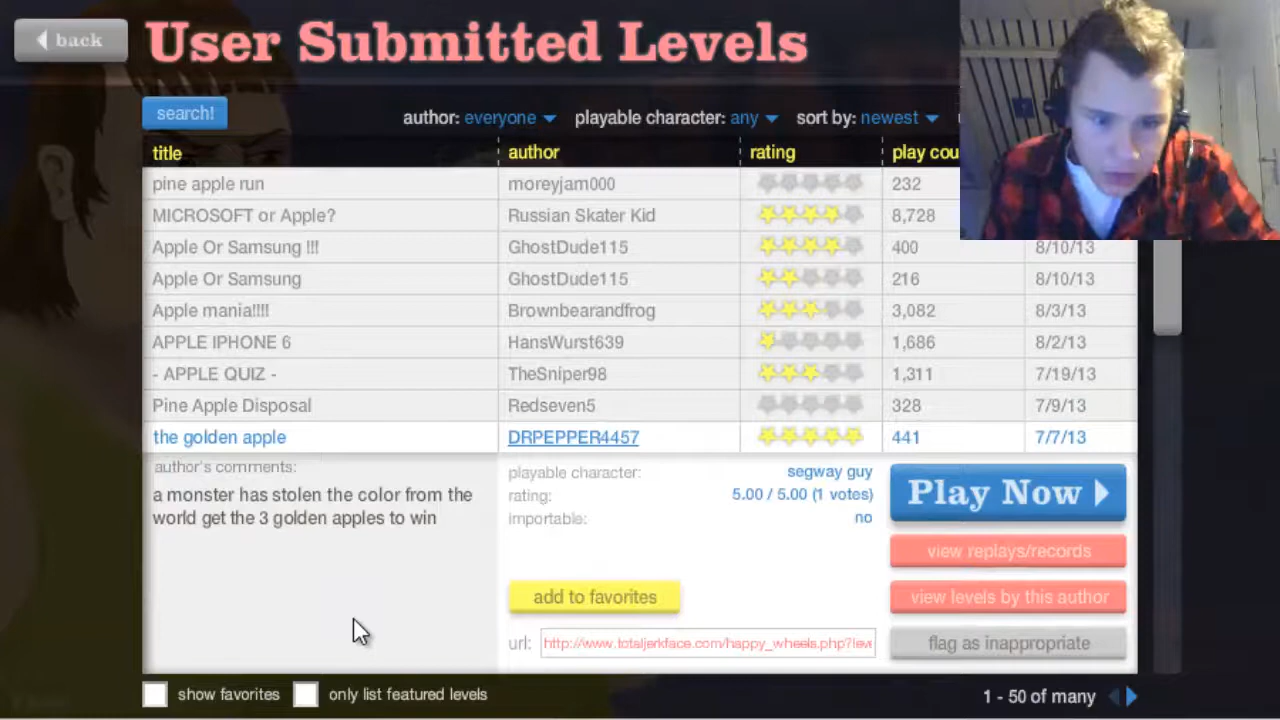 back
User Submitted Levels
search!
author: everyone playable character: any sort by: newest
title author rating play cou
pine apple run moreyjam000 232
MICROSOFT or Apple? Russian Skater Kid 8,728
Apple Or Samsung !!! GhostDude115 400 8/10/13
Apple Or Samsung GhostDude115 216 8/10/13
Apple mania!!!! Brownbearandfrog 3,082 8/3/13
APPLE IPHONE 6 HansWurst639 1,686 8/2/13
- APPLE QUIZ - TheSniper98 1,311 7/19/13
Pine Apple Disposal Redseven5 328 7/9/13
the golden apple DRPEPPER4457 441 7/7/13
author's comments:
a monster has stolen the color from the
world get the 3 golden apples to win
playable character: segway guy
rating: 5.00 / 5.00 (1 votes)
importable: no
add to favorites
url: http://www.totaljerkface.com/happy_wheels.php?leve
Play Now
view replays/records
view levels by this author
flag as inappropriate
show favorites only list featured levels 1 - 50 of many